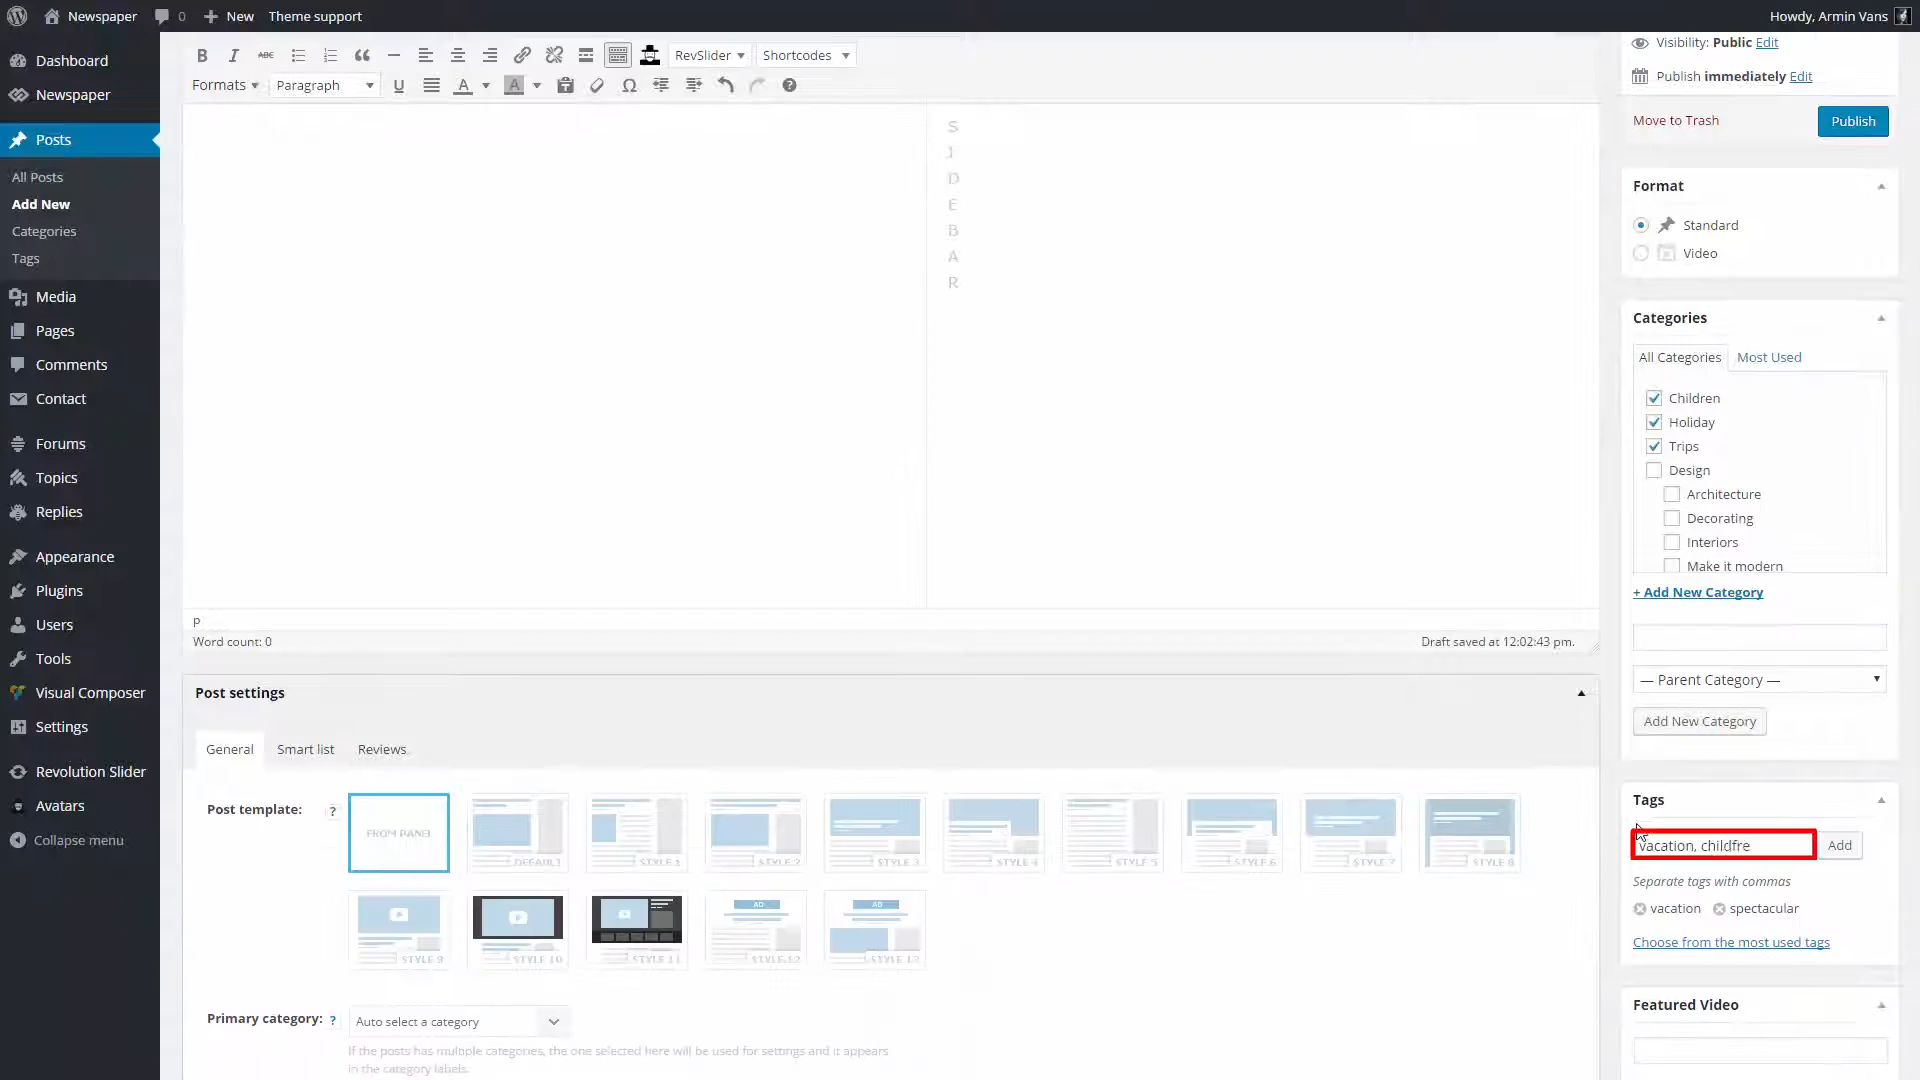 Newspaper 0 New Theme support Howdy, Armin Vans
Dashboard
Newspaper
Posts
All Posts
Add New
Categories
Tags
Media
Pages
Comments
Contact
Forums
Topics
Replies
Appearance
Plugins
Users
Tools
Visual Composer
Settings
Revolution Slider
Avatars
Collapse menu
B I ABC RevSlider Shortcodes
Formats Paragraph U A A
S
I
D
E
B
A
R
p
Word count: 0 Draft saved at 12:02:43 pm.
Post settings
General Smart list Reviews
Post template: ?
FROM PANEL
DEFAULT
STYLE 1
STYLE 2
STYLE 3
STYLE 4
STYLE 5
STYLE 6
STYLE 7
STYLE 8
STYLE 9
STYLE 10
STYLE 11
AD
STYLE 12
AD
STYLE 13
Primary category: ? Auto select a category
If the posts has multiple categories, the one selected here will be used for settings and it appears
in the category labels.
Visibility: Public Edit
Publish immediately Edit
Move to Trash Publish
Format
Standard
Video
Categories
All Categories Most Used
Children
Holiday
Trips
Design
Architecture
Decorating
Interiors
Make it modern
+ Add New Category
— Parent Category —
Add New Category
Tags
vacation, childfre Add
Separate tags with commas
vacation spectacular
Choose from the most used tags
Featured Video